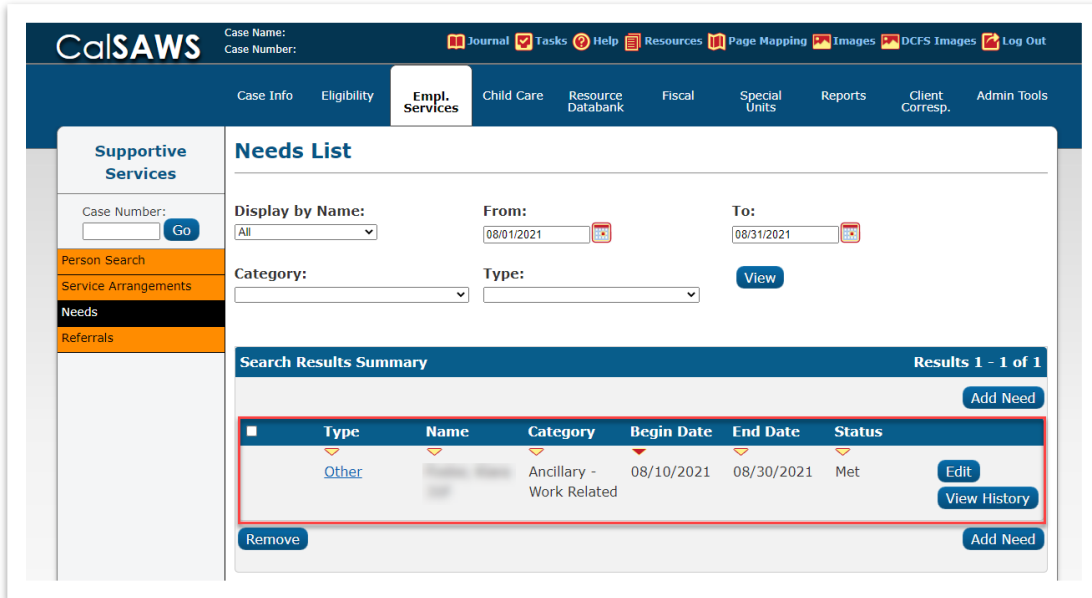 CalSAWS
Case Name:
Case Number:
Journal Tasks Help Resources Page Mapping Images DCFS Images Log Out
Case Info Eligibility Empl. Services Child Care Resource Databank Fiscal Special Units Reports Client Corresp. Admin Tools
Supportive
Services
Case Number:
Go
Person Search
Service Arrangements
Needs
Referrals
Needs List
Display by Name: From: To:
All 08/01/2021 08/31/2021
Category: Type: View
Search Results Summary Results 1 - 1 of 1
Add Need
Type Name Category Begin Date End Date Status
Other Ancillary - 08/10/2021 08/30/2021 Met Edit
Work Related View History
Remove Add Need